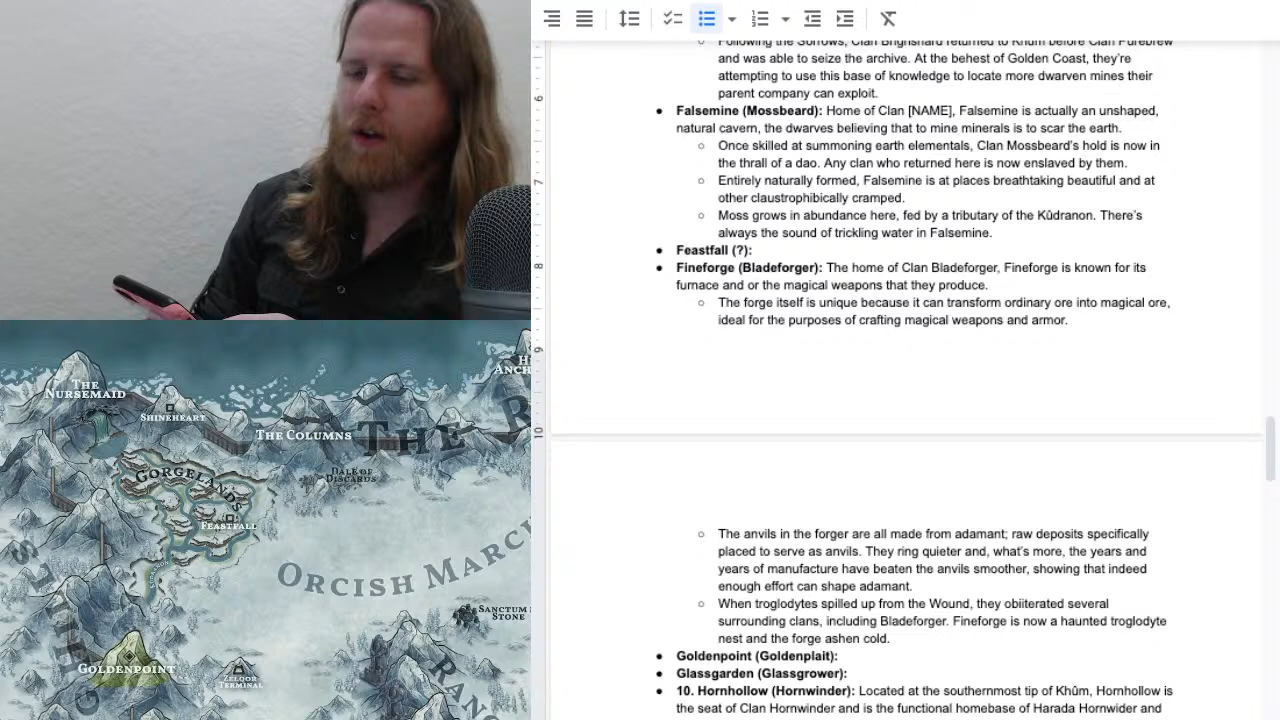 Following the Sorrows, Clan Brightshard returned to Khûm before Clan Purebrew
and was able to seize the archive. At the behest of Golden Coast, they're
attempting to use this base of knowledge to locate more dwarven mines their
parent company can exploit.
Falsemine (Mossbeard): Home of Clan [NAME], Falsemine is actually an unshaped,
natural cavern, the dwarves believing that to mine minerals is to scar the earth.
Once skilled at summoning earth elementals, Clan Mossbeard's hold is now in
the thrall of a dao. Any clan who returned here is now enslaved by them.
Entirely naturally formed, Falsemine is at places breathtaking beautiful and at
other claustrophibically cramped.
Moss grows in abundance here, fed by a tributary of the Kûdranon. There's
always the sound of trickling water in Falsemine.
Feastfall (?):
Fineforge (Bladeforger): The home of Clan Bladeforger, Fineforge is known for its
furnace and or the magical weapons that they produce.
The forge itself is unique because it can transform ordinary ore into magical ore,
ideal for the purposes of crafting magical weapons and armor.
The anvils in the forger are all made from adamant; raw deposits specifically
placed to serve as anvils. They ring quieter and, what's more, the years and
years of manufacture have beaten the anvils smoother, showing that indeed
enough effort can shape adamant.
When troglodytes spilled up from the Wound, they obiiterated several
surrounding clans, including Bladeforger. Fineforge is now a haunted troglodyte
nest and the forge ashen cold.
Goldenpoint (Goldenplait):
Glassgarden (Glassgrower):
10. Hornhollow (Hornwinder): Located at the southernmost tip of Khûm, Hornhollow is
the seat of Clan Hornwinder and is the functional homebase of Harada Hornwider and
6
7
8
9
10
THE
NURSEMAID
SHINEHEART
THE COLUMNS
THE
DALE OF
DISCARDS
GORGELANDS
FEASTFALL
ORCISH MARCH
SANCTUM
STONE
GOLDENPOINT
ZELQOR
TERMINAL